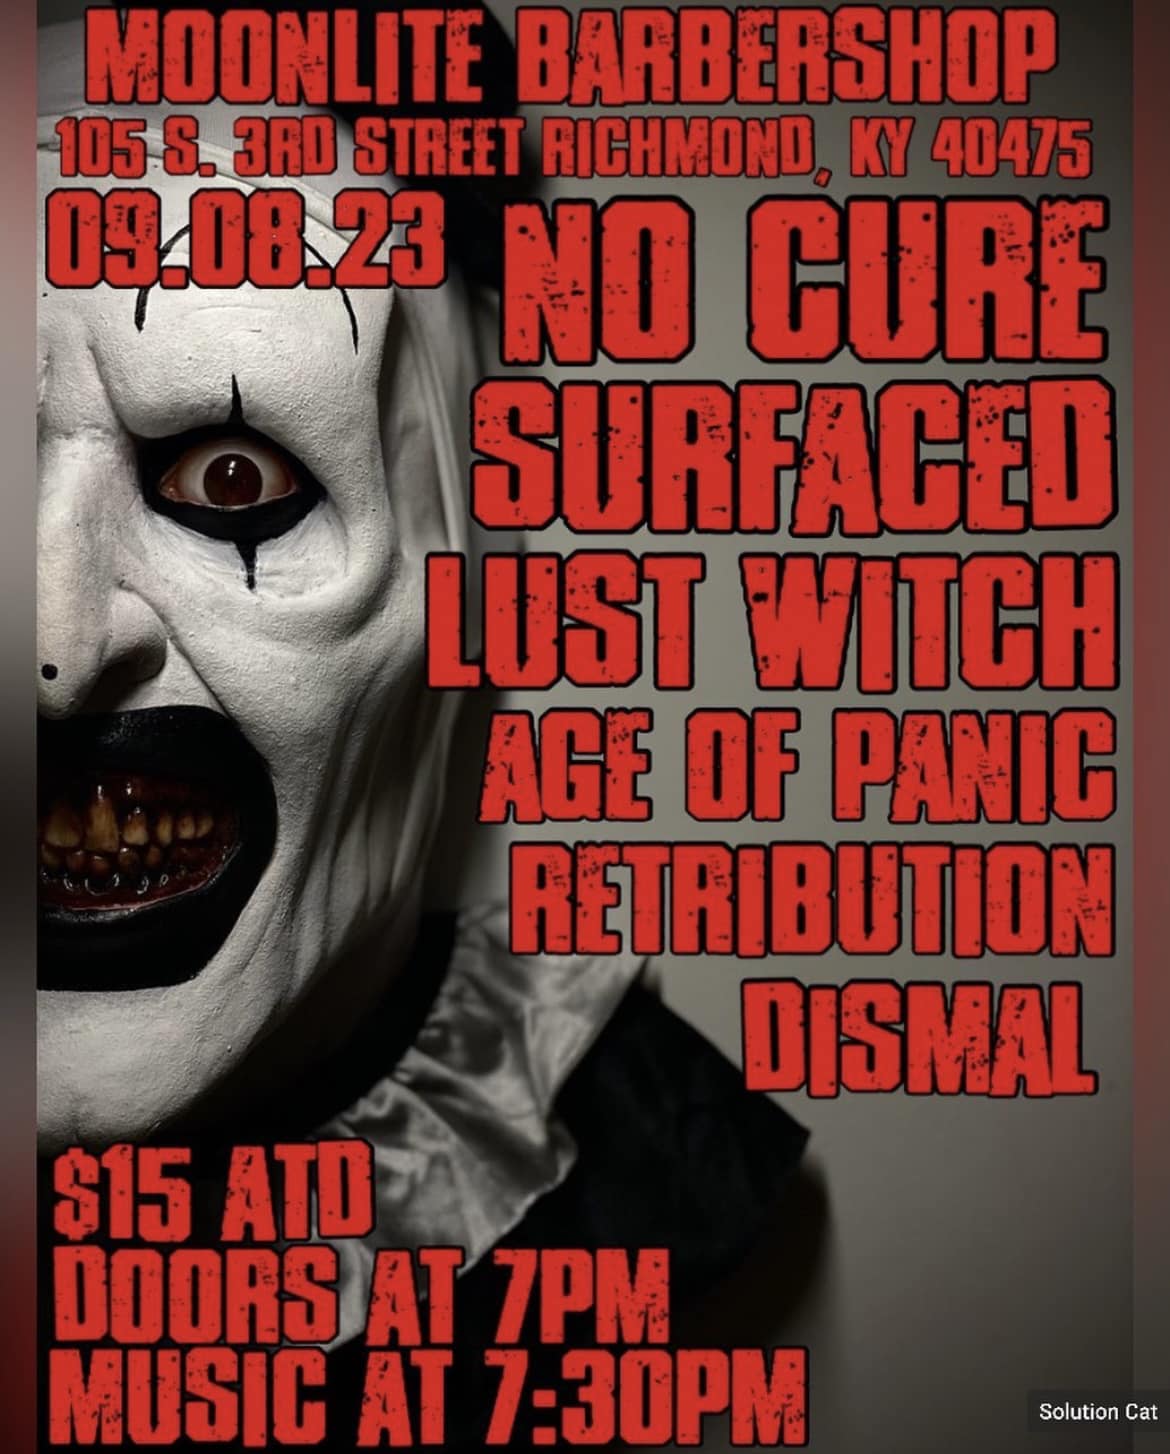 MOONLITE BARBERSHOP
105 S. 3RD STREET RICHMOND, KY 40475
09.08.23
NO CURE
SURFACED
LUST WITCH
AGE OF PANIC
RETRIBUTION
DISMAL
$15 ATD
DOORS AT 7PM
MUSIC AT 7:30PM
Solution Cat